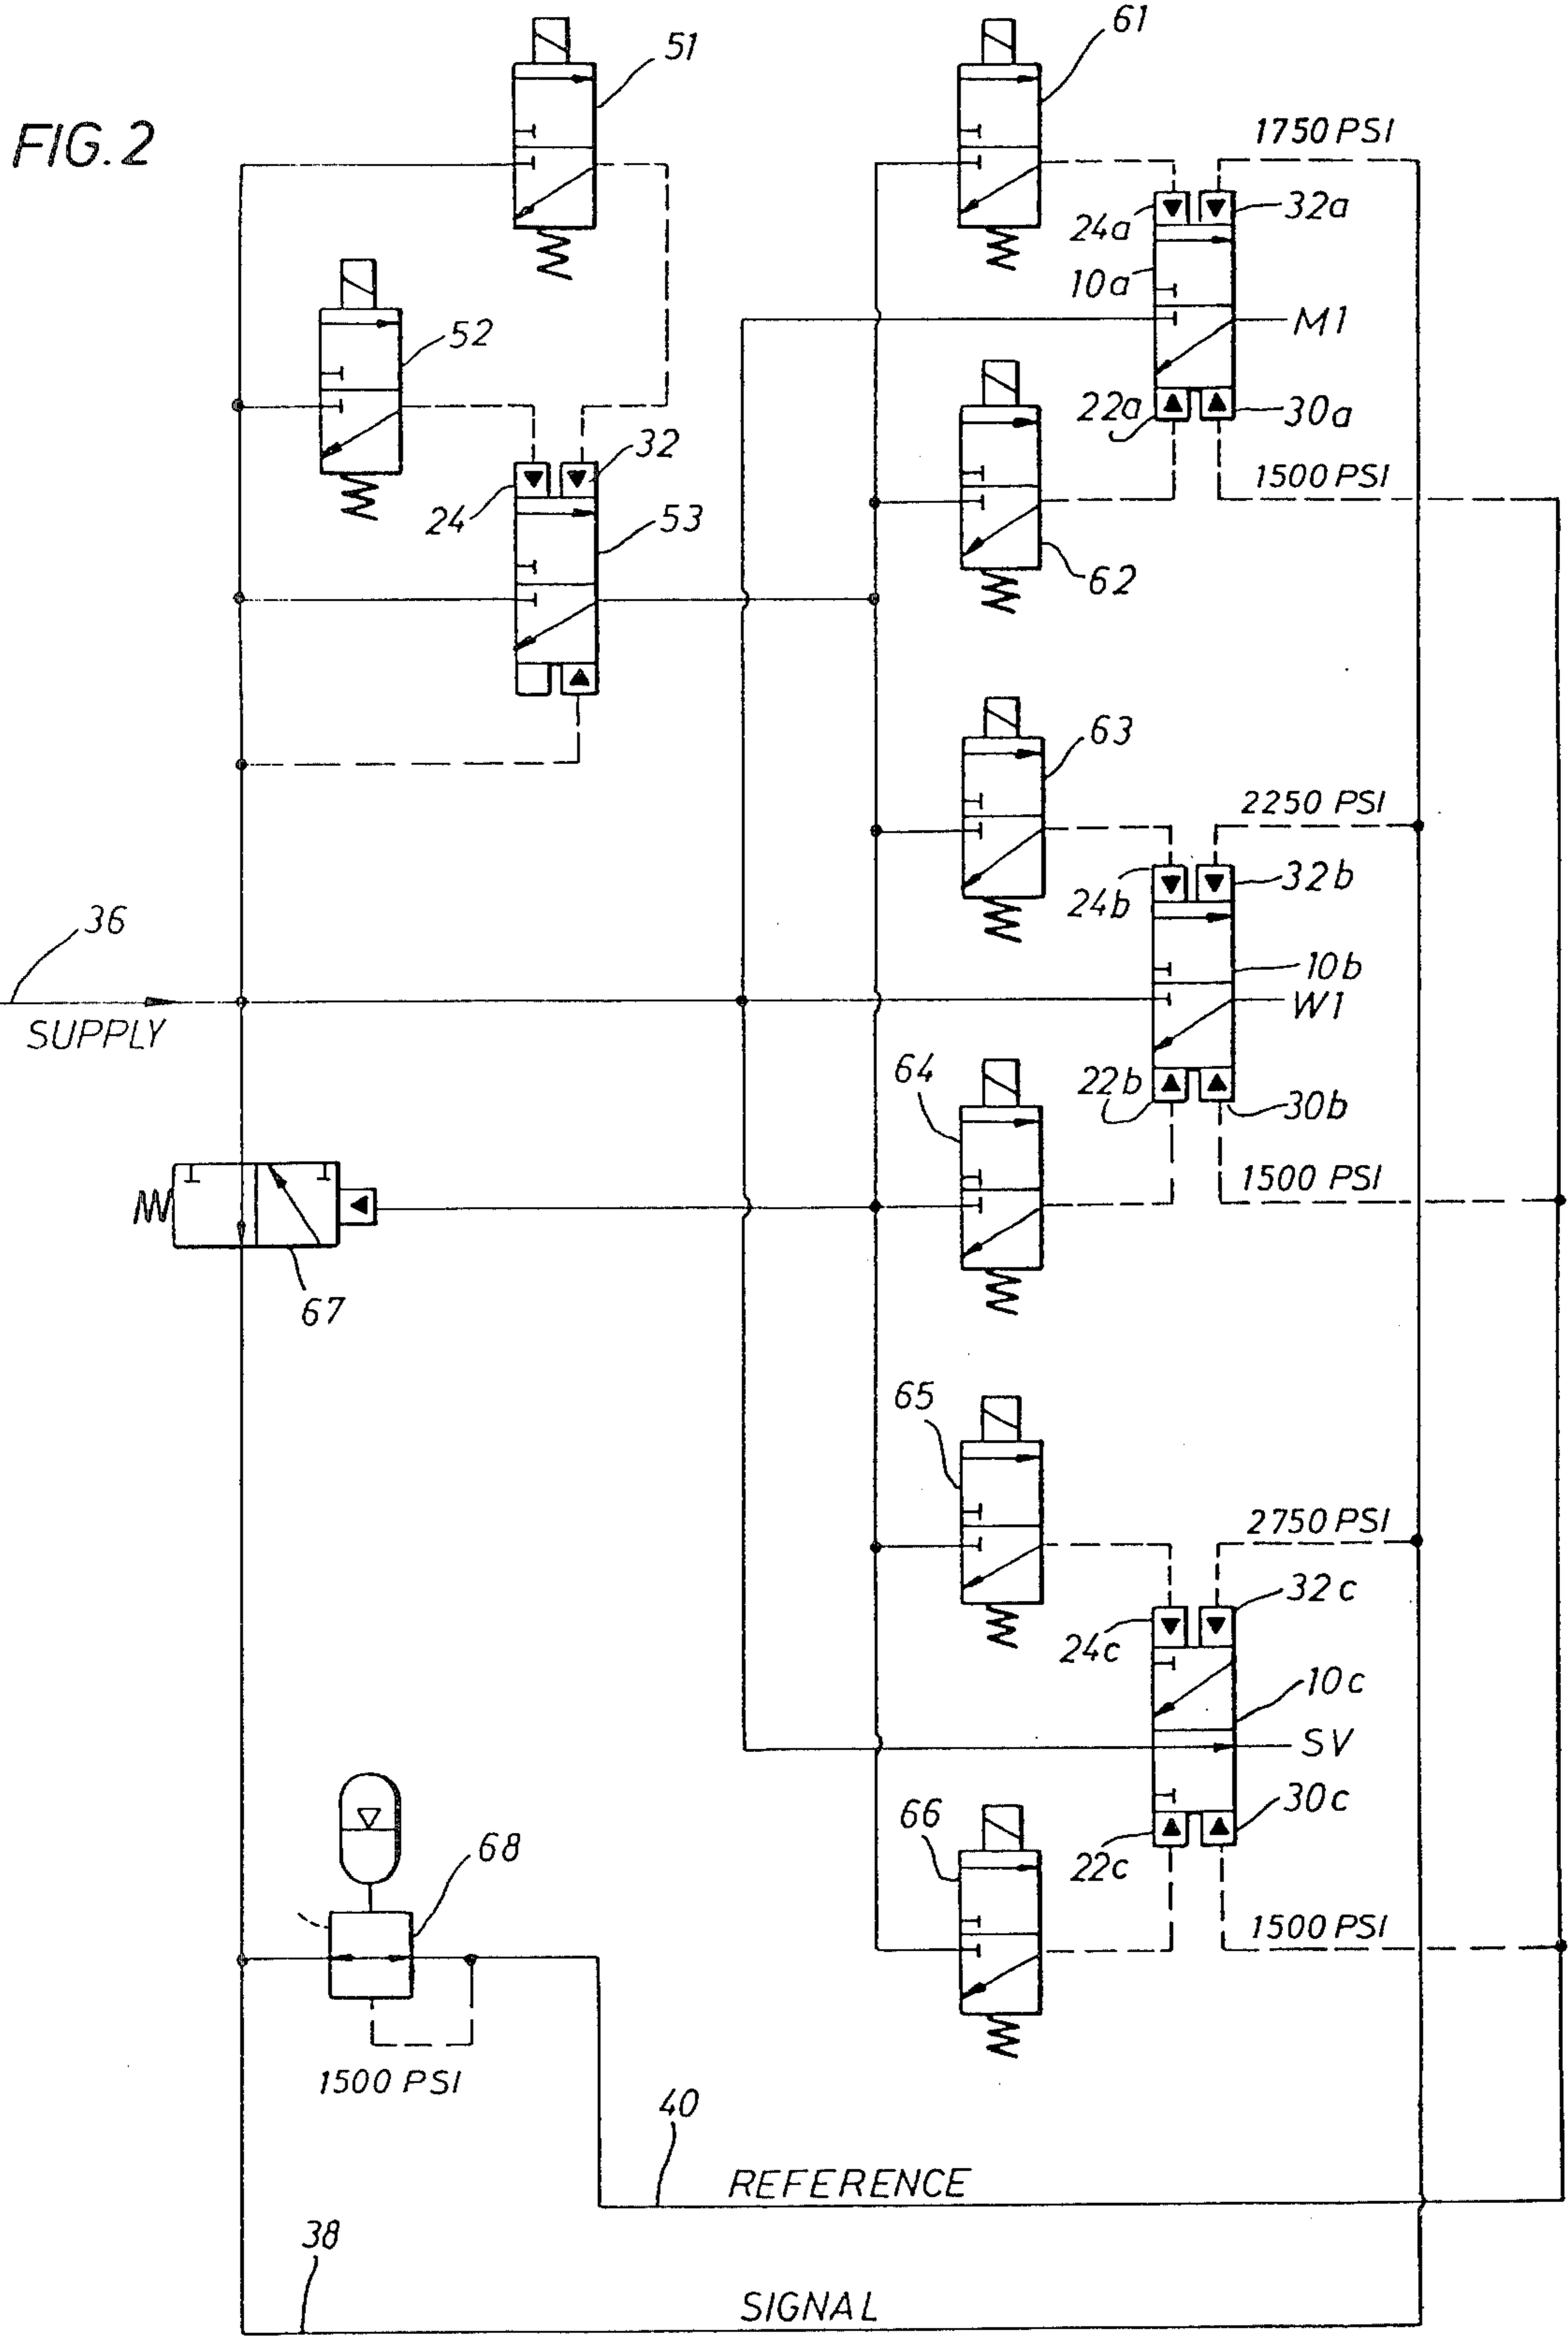 61
51
FIG. 2
1750 PSI
24a
32a
10a
M1
52
22a
30a
32
1500 PSI
24
53
62
63
2250 PSI
24b
32b
36
10b
SUPPLY
W1
64
22b
30b
1500 PSI
67
65
2750 PSI
32c
24c
10c
SV
30c
66
68
22c
1500 PSI
1500 PSI
40
REFERENCE
38
SIGNAL